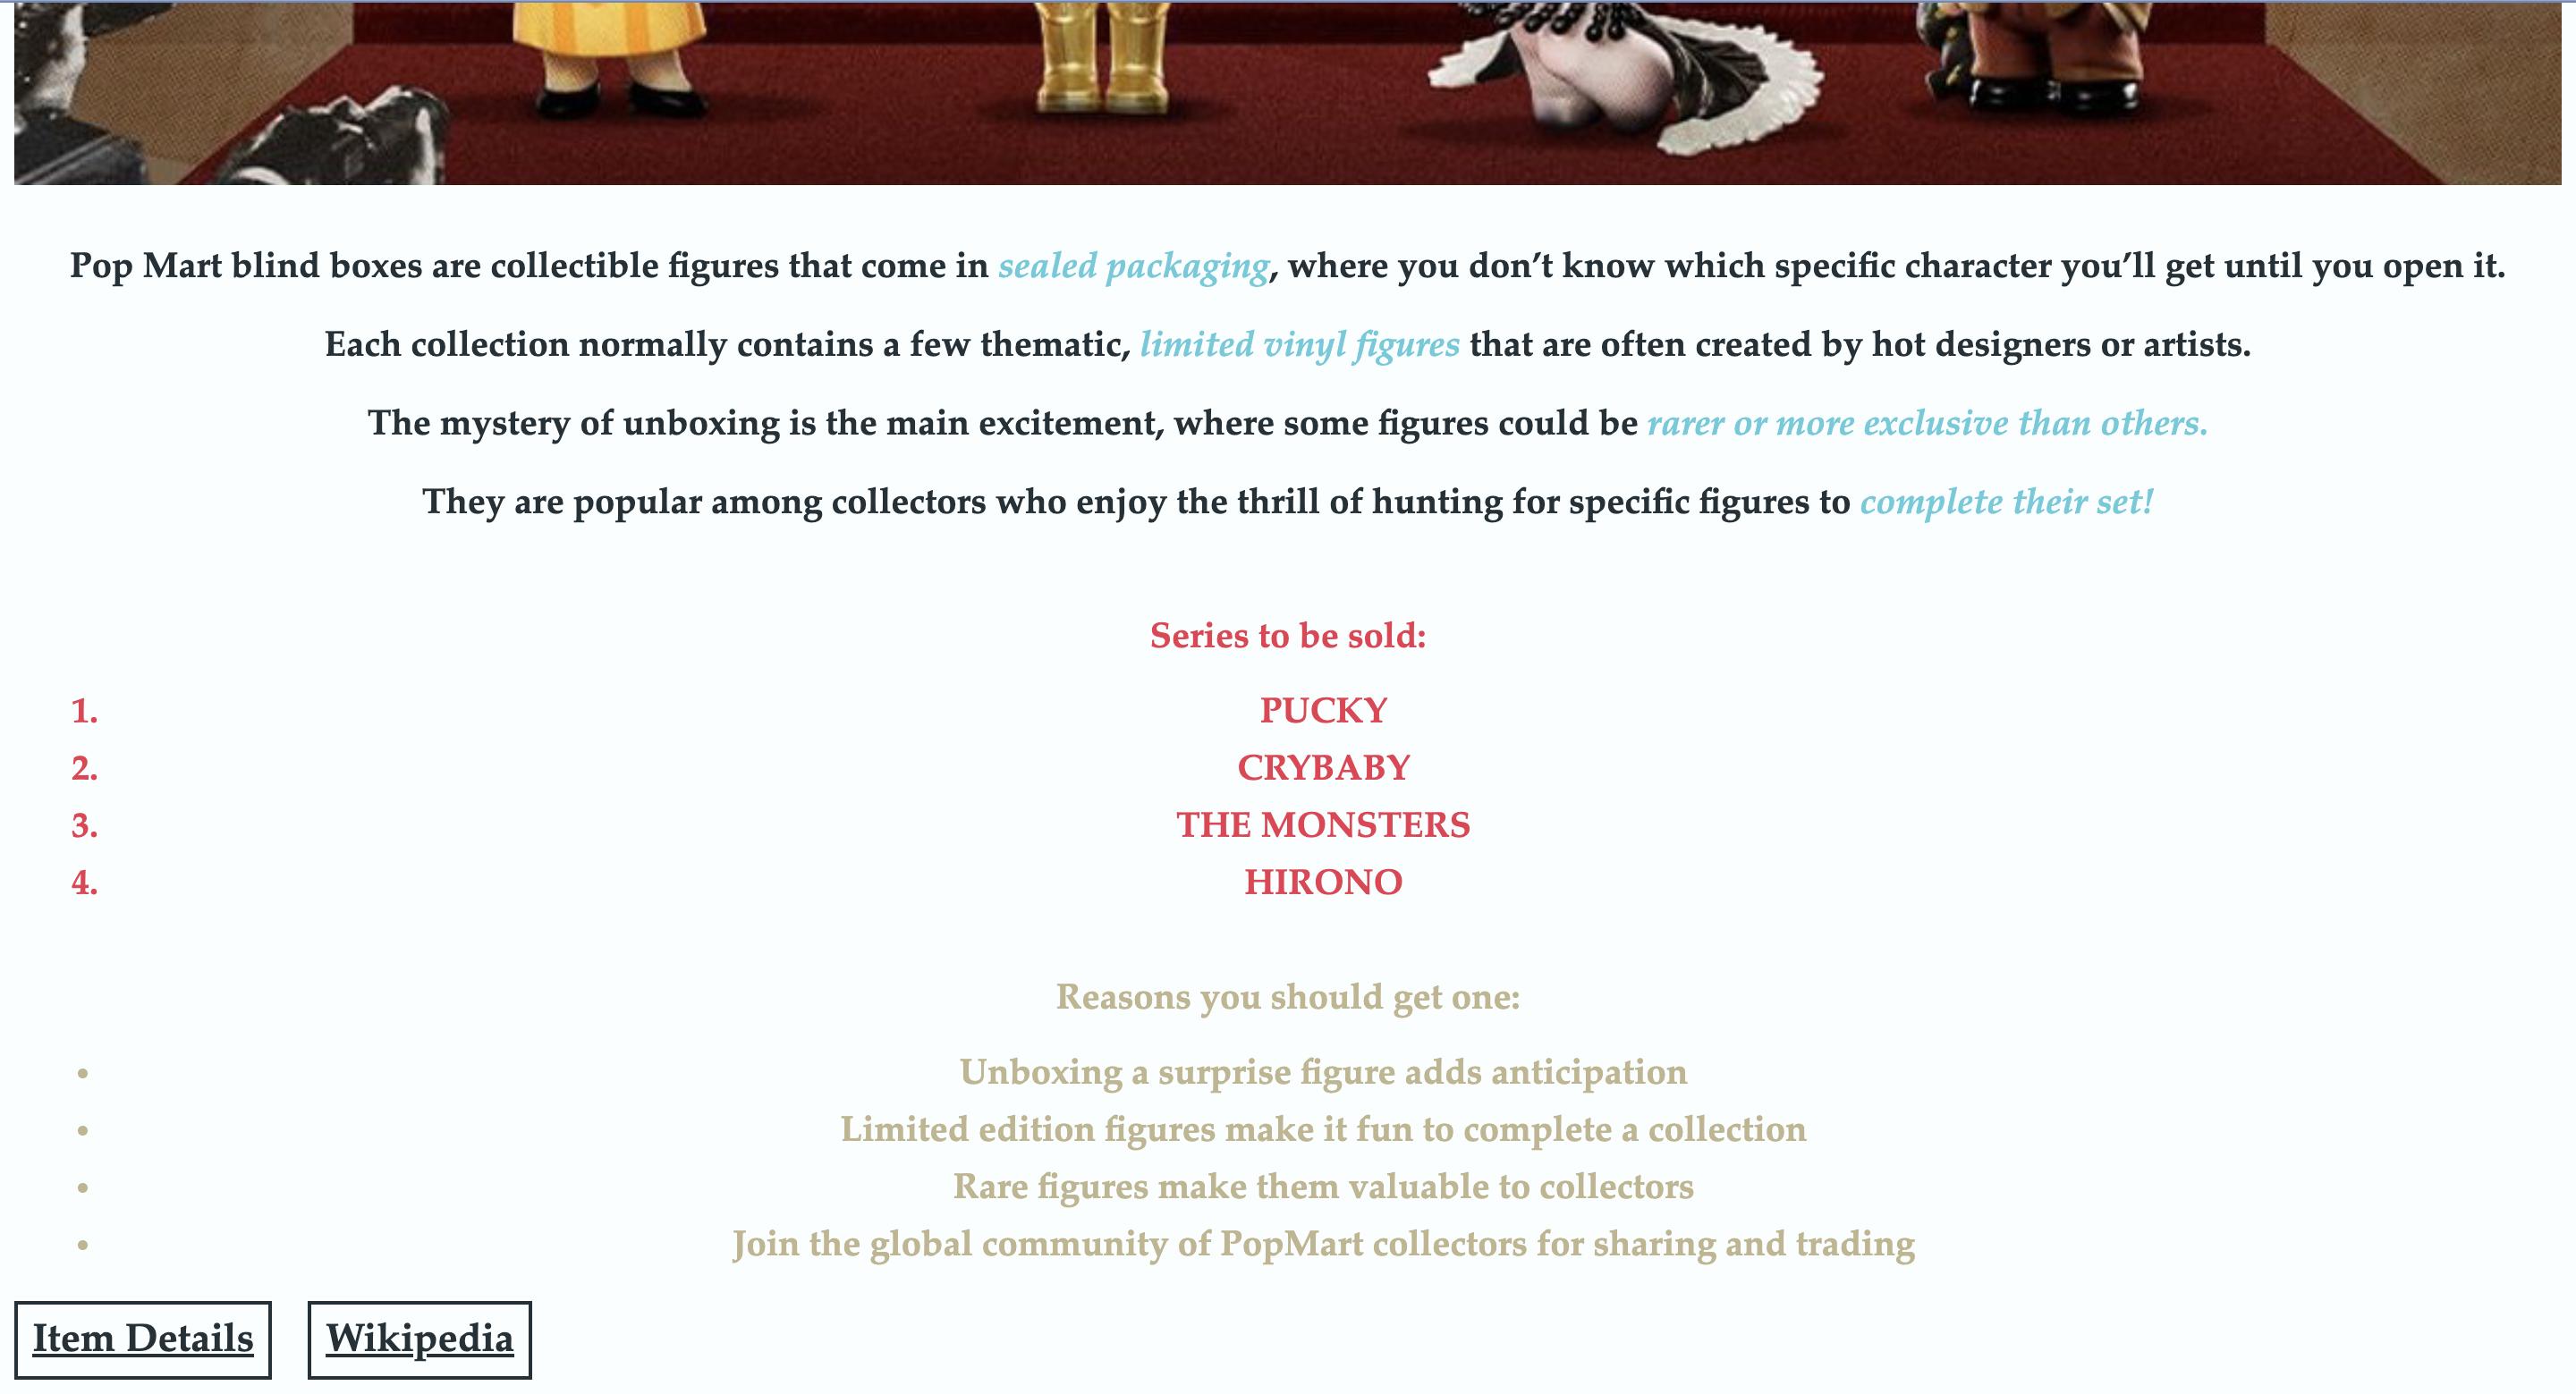 Pop Mart blind boxes are collectible figures that come in sealed packaging, where you don’t know which specific character you’ll get until you open it.
Each collection normally contains a few thematic, limited vinyl figures that are often created by hot designers or artists.
The mystery of unboxing is the main excitement, where some figures could be rarer or more exclusive than others.
They are popular among collectors who enjoy the thrill of hunting for specific figures to complete their set!
Series to be sold:
1. PUCKY
2. CRYBABY
3. THE MONSTERS
4. HIRONO
Reasons you should get one:
• Unboxing a surprise figure adds anticipation
• Limited edition figures make it fun to complete a collection
• Rare figures make them valuable to collectors
• Join the global community of PopMart collectors for sharing and trading
Item Details Wikipedia